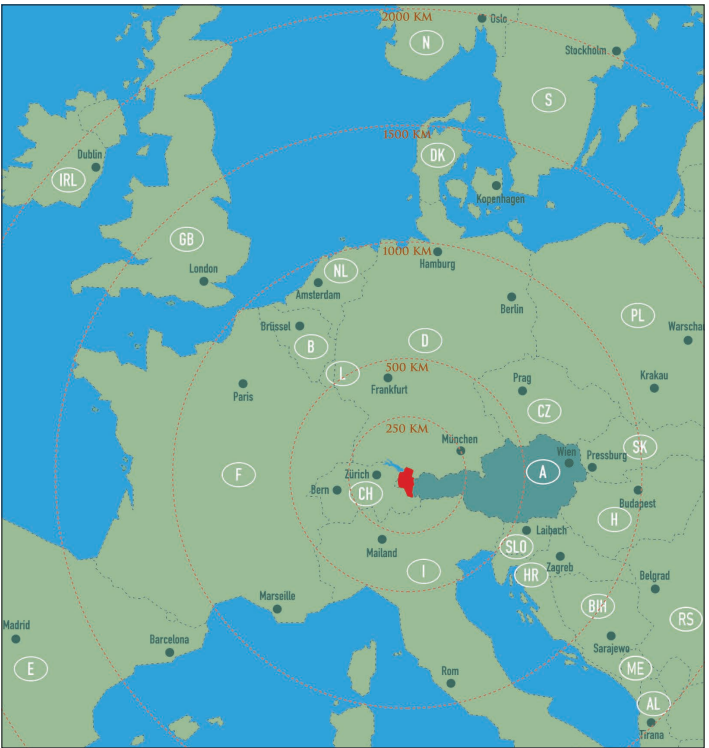 2000 KM
Oslo
N
Stockholm
S
1500 KM
Dublin
DK
IRL
Kopenhagen
GB
1000 KM
Hamburg
London
NL
Amsterdam
Berlin
PL
Brüssel
Warschau
B
D
L
500 KM
Frankfurt
Prag
Krakau
Paris
CZ
250 KM
München
SK
Wien
Pressburg
F
Zürich
A
Bern
CH
Budapest
H
Laibach
Mailand
SLO
Zagreb
I
HR
Belgrad
Marseille
BIH
RS
Madrid
Barcelona
Sarajewo
E
ME
Rom
AL
Tirana